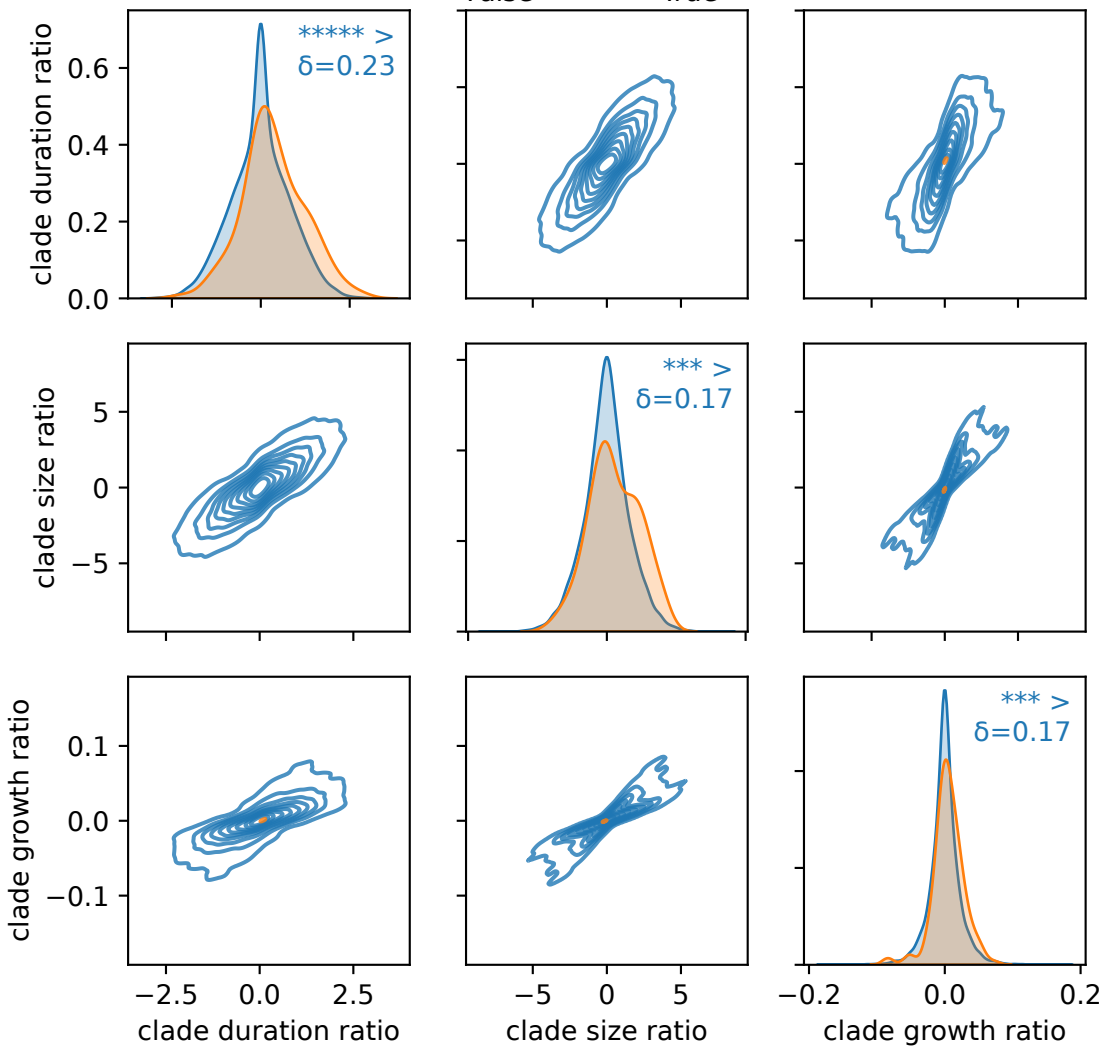 ***** >
δ=0.23
clade duration ratio
0.6
0.4
0.2
0.0
*** >
δ=0.17
clade size ratio
5
0
−5
*** >
δ=0.17
clade growth ratio
0.1
0.0
−0.1
−2.5 0.0 2.5
−5 0 5
−0.2 0.0 0.2
clade duration ratio
clade size ratio
clade growth ratio